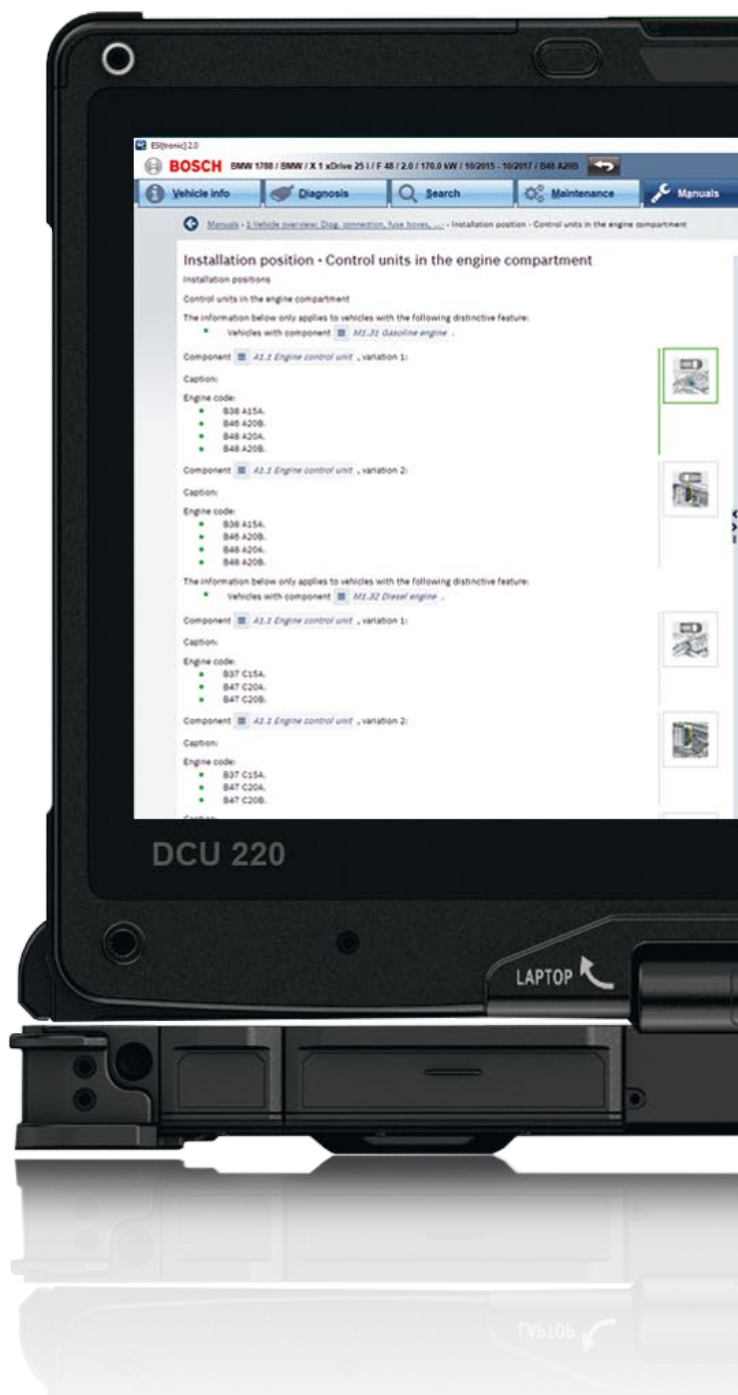 ESI[tronic] 2.0
BOSCH BMW 1788 / BMW / X 1 xDrive 25 i / F 48 / 2.0 / 170.0 kW / 10/2015 - 10/2017 / B48 A20B
Vehicle info Diagnosis Search Maintenance Manuals
Manuals › 1 Vehicle overview: Diag. connection, fuse boxes, ...: › Installation position - Control units in the engine compartment
Installation position - Control units in the engine compartment
Installation positions
Control units in the engine compartment
The information below only applies to vehicles with the following distinctive feature:
Vehicles with component M1.31 Gasoline engine .
Component A1.1 Engine control unit , variation 1:
Caption:
Engine code:
B38 A15A.
B46 A20B.
B48 A20A.
B48 A20B.
Component A1.1 Engine control unit , variation 2:
Caption:
Engine code:
B38 A15A.
B46 A20B.
B48 A20A.
B48 A20B.
The information below only applies to vehicles with the following distinctive feature:
Vehicles with component M1.32 Diesel engine .
Component A1.1 Engine control unit , variation 1:
Caption:
Engine code:
B37 C15A.
B47 C20A.
B47 C20B.
Component A1.1 Engine control unit , variation 2:
Caption:
Engine code:
B37 C15A.
B47 C20A.
B47 C20B.
DCU 220
LAPTOP